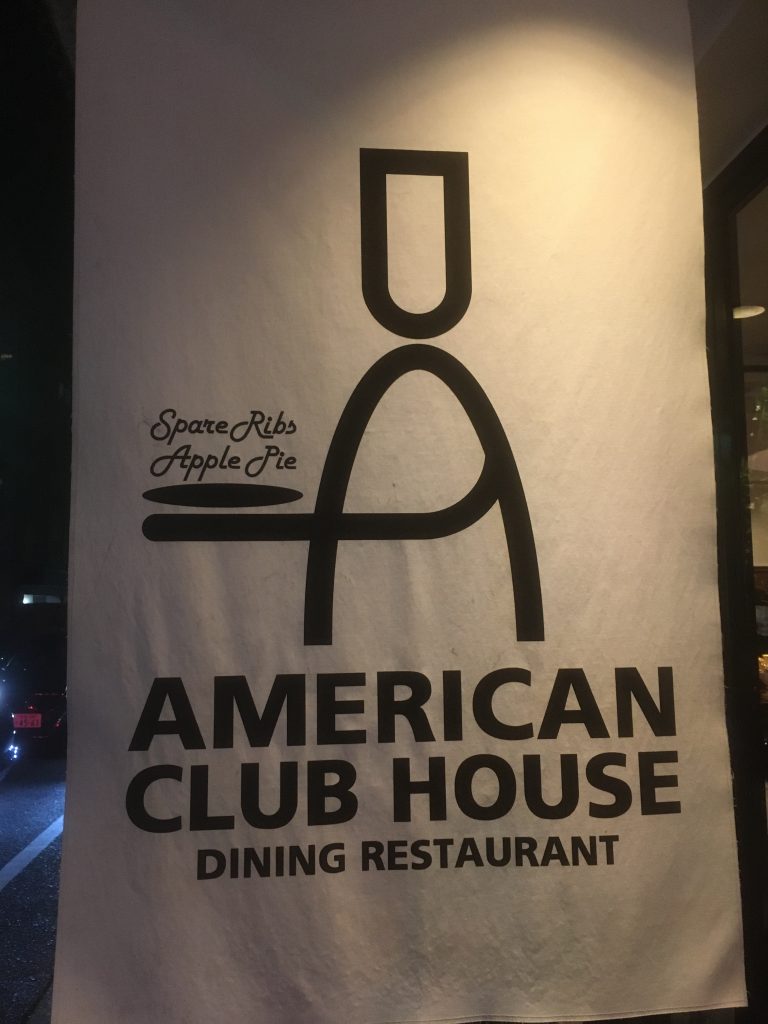 Spare Ribs
Apple Pie
AMERICAN
CLUB HOUSE
DINING RESTAURANT